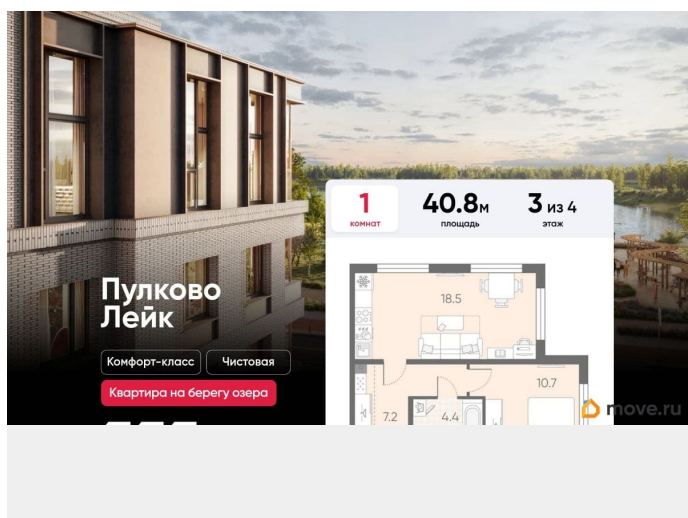 1
комнат
40.8м
площадь
3 из 4
этаж
Пулково
Лейк
Комфорт-класс
Чистовая
Квартира на берегу озера
18.5
10.7
7.2
4.4
move.ru